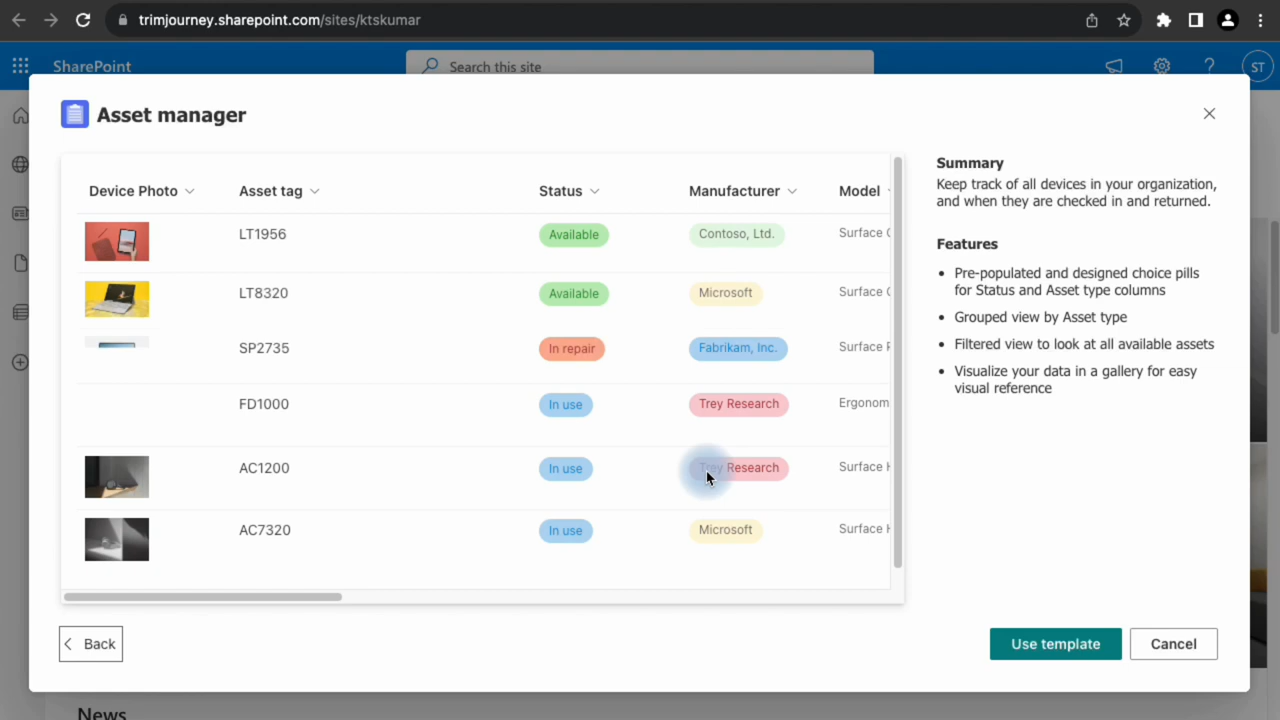 trimjourney.sharepoint.com/sites/ktskumar
SharePoint
Search this site
ST
Asset manager
Device Photo
Asset tag
Status
Manufacturer
Model
LT1956
Available
Contoso, Ltd.
Surface
LT8320
Available
Microsoft
Surface
SP2735
In repair
Fabrikam, Inc.
Surface
FD1000
In use
Trey Research
Ergonom
AC1200
In use
Trey Research
Surface
AC7320
In use
Microsoft
Surface
Summary
Keep track of all devices in your organization,
and when they are checked in and returned.
Features
• Pre-populated and designed choice pills
for Status and Asset type columns
• Grouped view by Asset type
• Filtered view to look at all available assets
• Visualize your data in a gallery for easy
visual reference
Back
Use template
Cancel
News